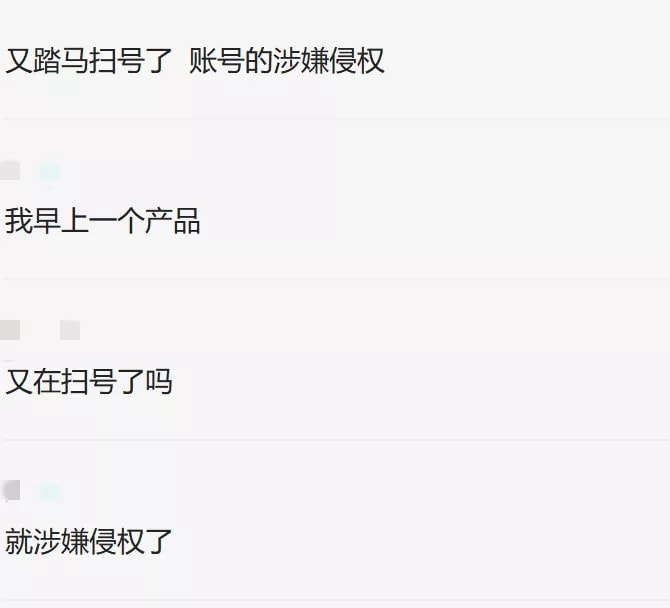 又踏马扫号了 账号的涉嫌侵权
我早上一个产品
又在扫号了吗
就涉嫌侵权了